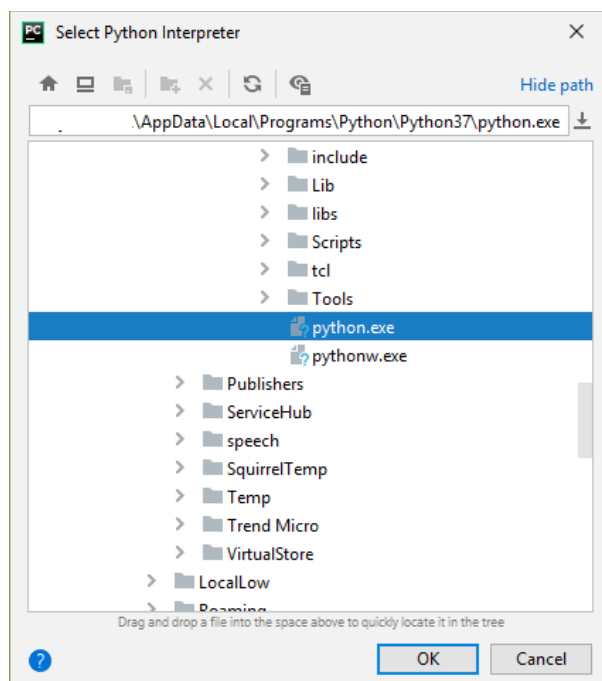 PC Select Python Interpreter
Hide path
:\AppData\Local\Programs\Python\Python37\python.exe
include
Lib
libs
Scripts
tcl
Tools
python.exe
pythonw.exe
Publishers
ServiceHub
speech
SquirrelTemp
Temp
Trend Micro
VirtualStore
LocalLow
Roaming
Drag and drop a file into the space above to quickly locate it in the tree
? OK Cancel